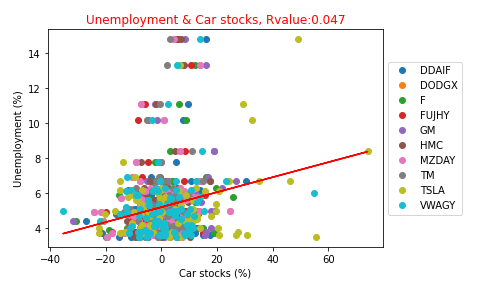 Unemployment & Car stocks, Rvalue:0.047
Unemployment (%)
14
12
10
8
6
4
−40
−20
0
20
40
60
Car stocks (%)
DDAIF
DODGX
F
FUJHY
GM
HMC
MZDAY
TM
TSLA
VWAGY